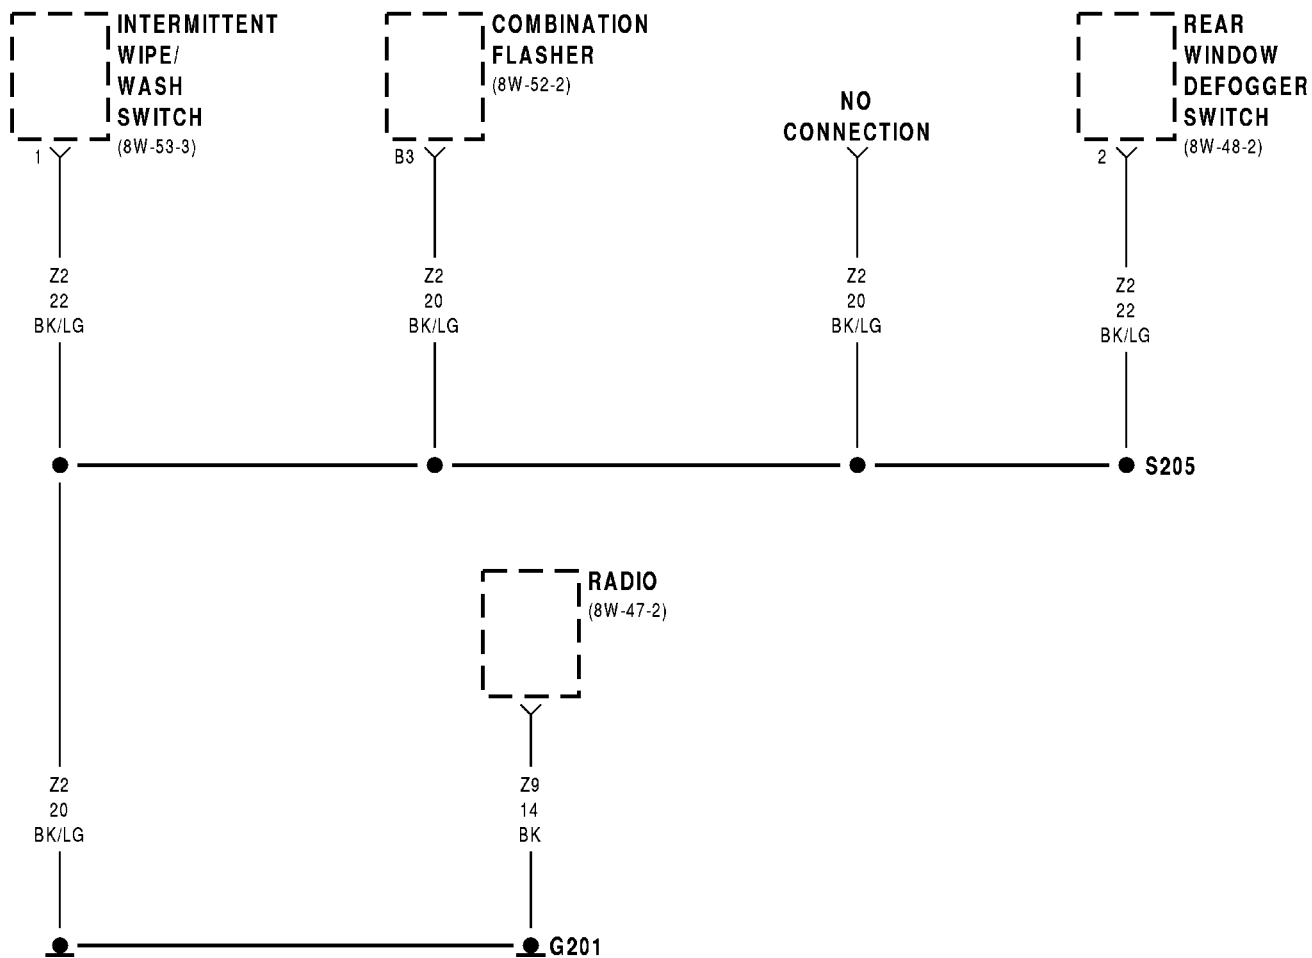 INTERMITTENT
WIPE/
WASH
SWITCH
(8W-53-3)
1
COMBINATION
FLASHER
(8W-52-2)
B3
NO
CONNECTION
REAR
WINDOW
DEFOGGER
SWITCH
(8W-48-2)
2
Z2
22
BK/LG
Z2
20
BK/LG
Z2
20
BK/LG
Z2
22
BK/LG
S205
RADIO
(8W-47-2)
Z2
20
BK/LG
Z9
14
BK
G201